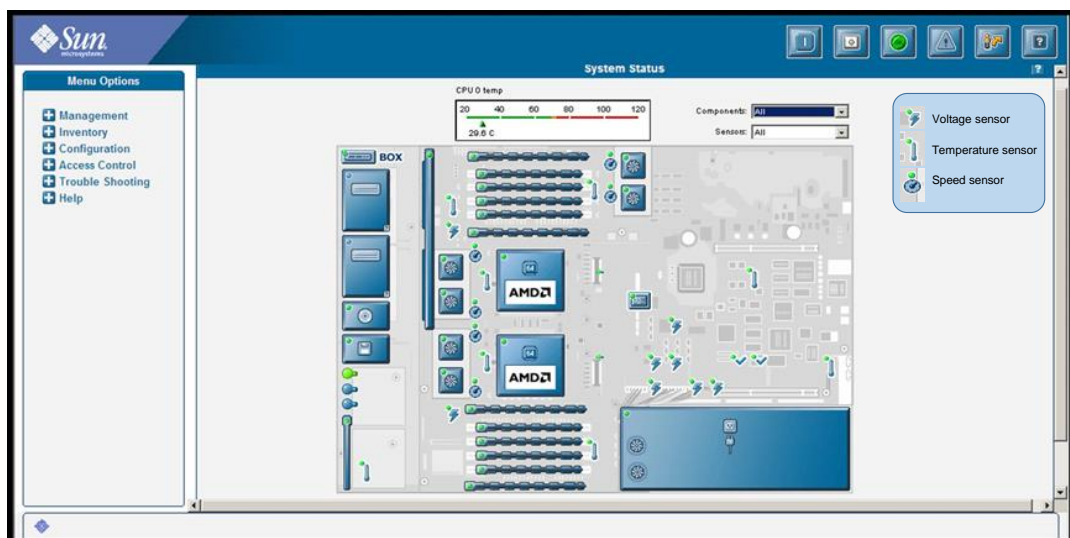 Sun
microsystems
System Status
Menu Options
Management
Inventory
Configuration
Access Control
Trouble Shooting
Help
CPU 0 temp
20 40 60 80 100 120
29.6 C
Components: All
Sensors: All
Voltage sensor
Temperature sensor
Speed sensor
BOX
64
AMD
64
AMD